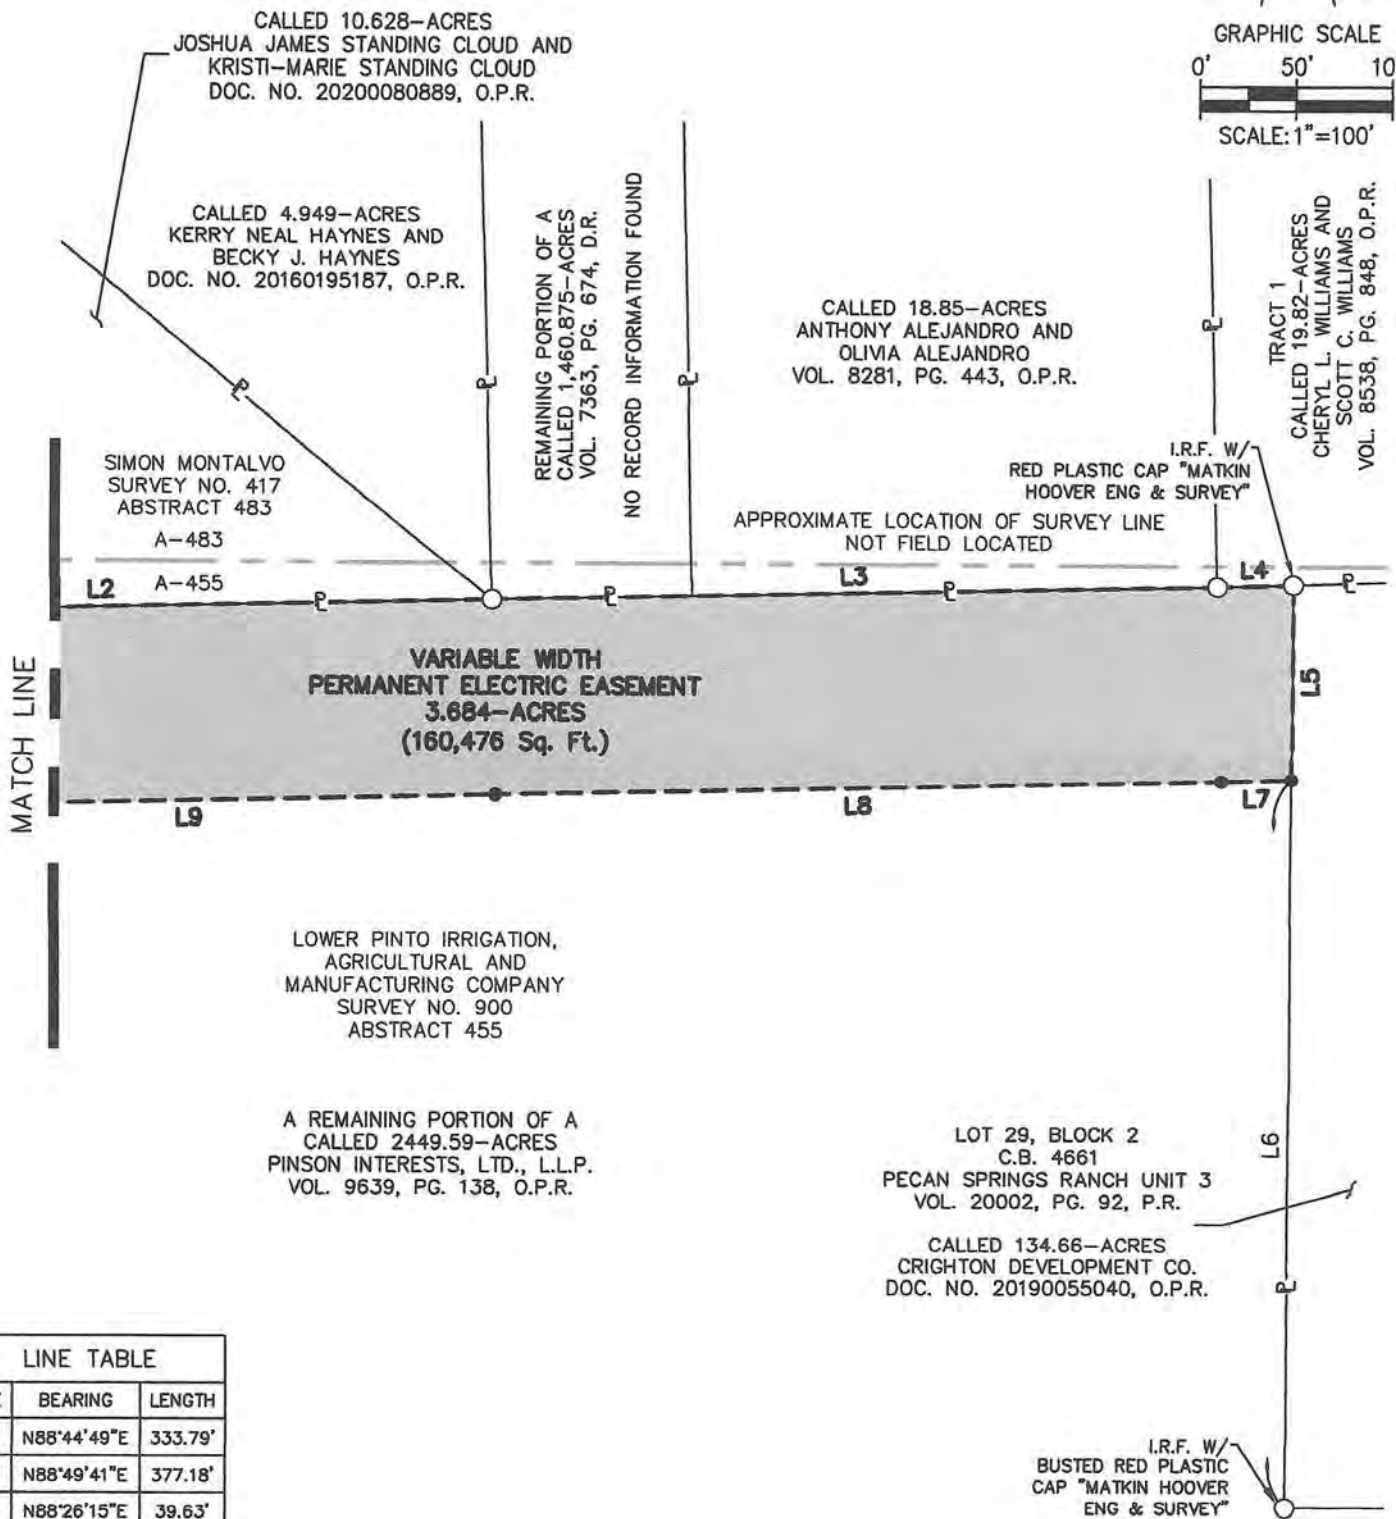 CALLED 10.628-ACRES
JOSHUA JAMES STANDING CLOUD AND
KRISTI-MARIE STANDING CLOUD
DOC. NO. 20200080889, O.P.R.
GRAPHIC SCALE
0' 50' 10
SCALE: 1"=100'
CALLED 4.949-ACRES
KERRY NEAL HAYNES AND
BECKY J. HAYNES
DOC. NO. 20160195187, O.P.R.
REMAINING PORTION OF A
CALLED 1,460.875-ACRES
VOL. 7363, PG. 674, D.R.
NO RECORD INFORMATION FOUND
CALLED 18.85-ACRES
ANTHONY ALEJANDRO AND
OLIVIA ALEJANDRO
VOL. 8281, PG. 443, O.P.R.
TRACT 1
CALLED 19.82-ACRES
CHERYL L. WILLIAMS AND
SCOTT C. WILLIAMS
VOL. 8538, PG. 848, O.P.R.
I.R.F. W/
RED PLASTIC CAP "MATKIN
HOOVER ENG & SURVEY"
SIMON MONTALVO
SURVEY NO. 417
ABSTRACT 483
A-483
A-455
APPROXIMATE LOCATION OF SURVEY LINE
NOT FIELD LOCATED
L2
L3
L4
L5
VARIABLE WIDTH
PERMANENT ELECTRIC EASEMENT
3.684-ACRES
(160,476 Sq. Ft.)
MATCH LINE
L9
L8
L7
LOWER PINTO IRRIGATION,
AGRICULTURAL AND
MANUFACTURING COMPANY
SURVEY NO. 900
ABSTRACT 455
A REMAINING PORTION OF A
CALLED 2449.59-ACRES
PINSON INTERESTS, LTD., L.L.P.
VOL. 9639, PG. 138, O.P.R.
L6
LOT 29, BLOCK 2
C.B. 4661
PECAN SPRINGS RANCH UNIT 3
VOL. 20002, PG. 92, P.R.
CALLED 134.66-ACRES
CRIGHTON DEVELOPMENT CO.
DOC. NO. 20190055040, O.P.R.
LINE TABLE
BEARING LENGTH
N88°44'49"E 333.79'
N88°49'41"E 377.18'
N88°26'15"E 39.63'
I.R.F. W/
BUSTED RED PLASTIC
CAP "MATKIN HOOVER
ENG & SURVEY"